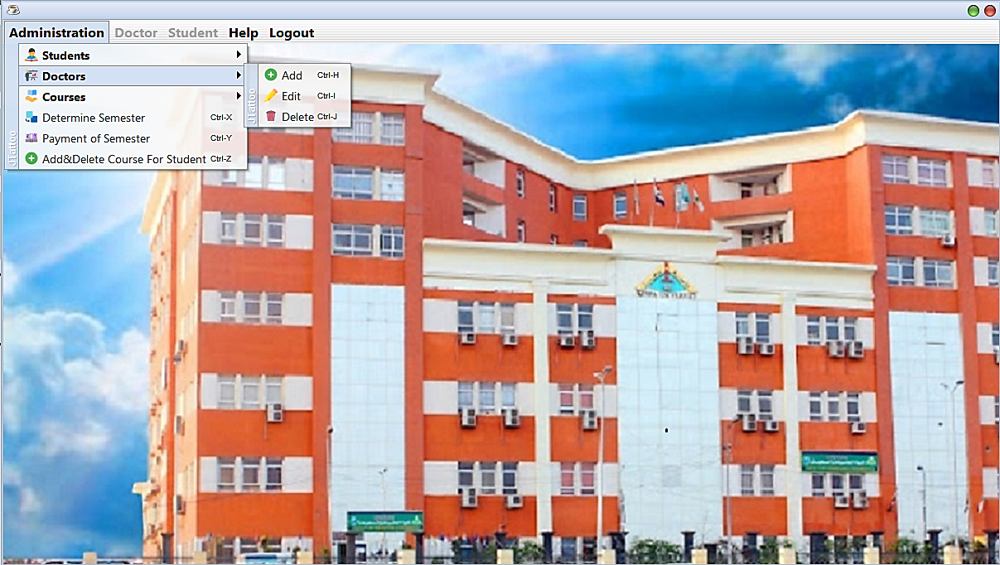 Administration Doctor Student Help Logout
Students
Doctors
Courses
Determine Semester Ctrl-X
Payment of Semester Ctrl-Y
Add&Delete Course For Student Ctrl-Z
JTattoo
Add Ctrl-H
Edit Ctrl-I
Delete Ctrl-J
JTattoo